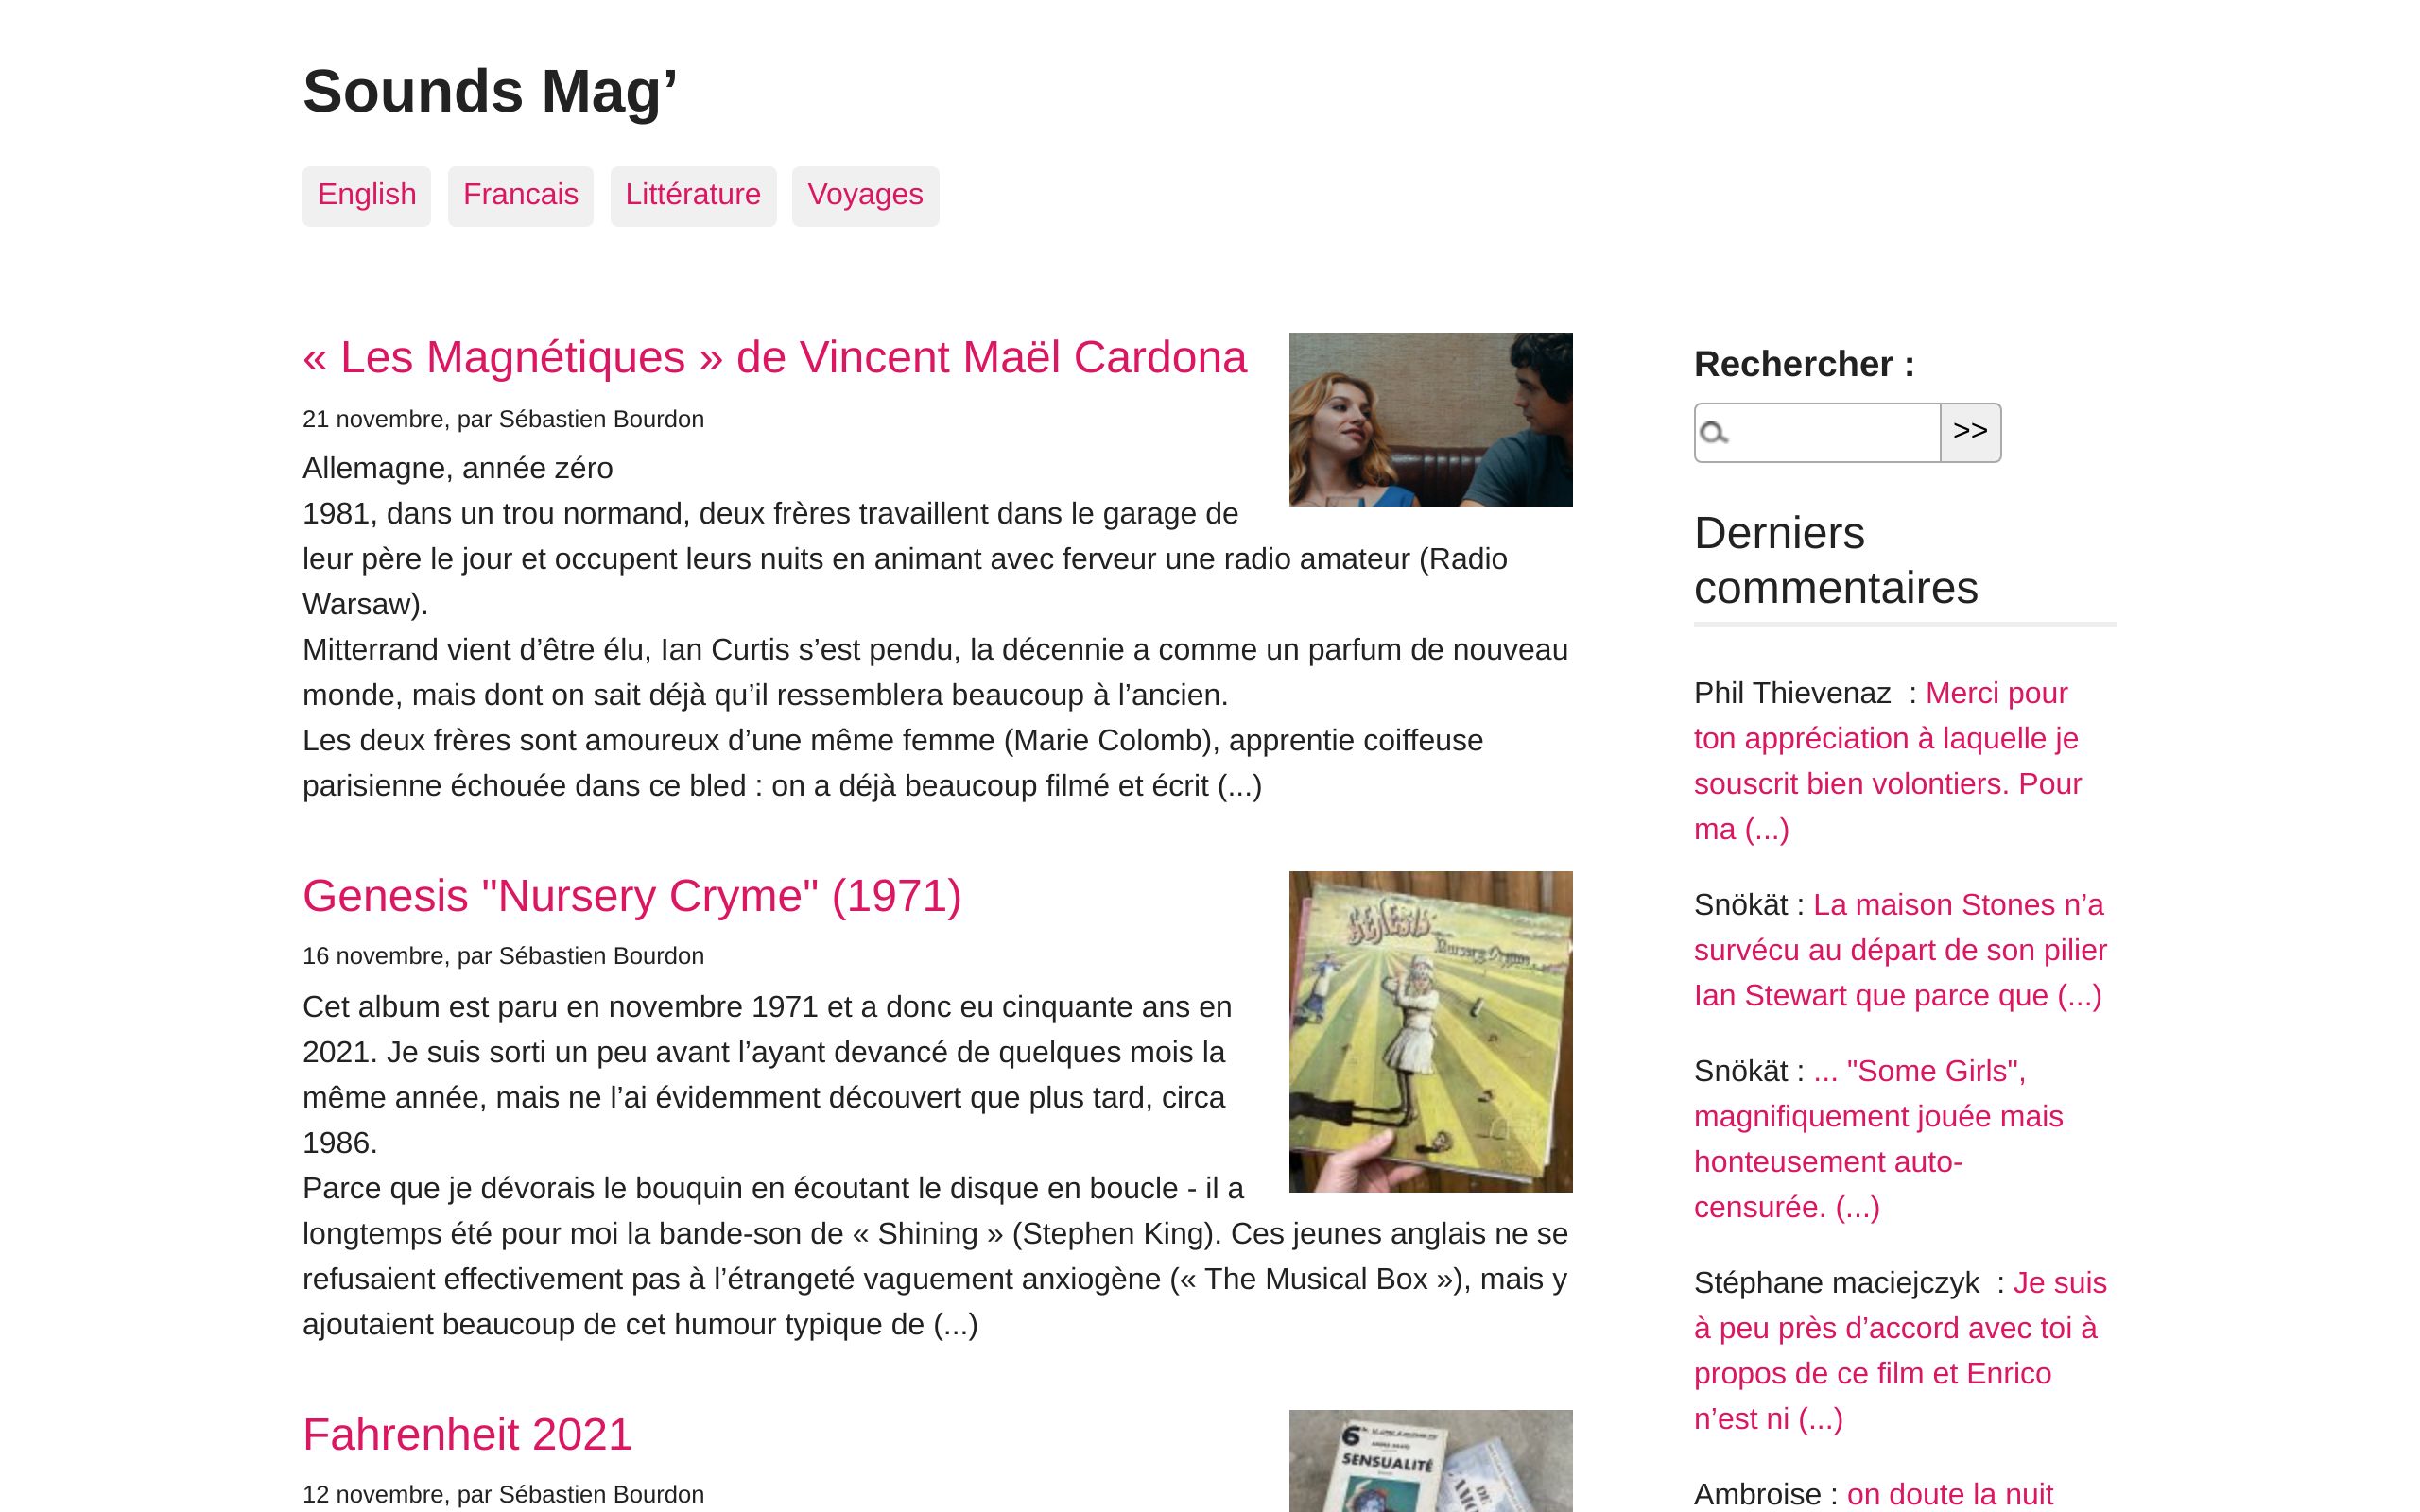 Sounds Mag’
English
Francais
Littérature
Voyages
« Les Magnétiques » de Vincent Maël Cardona
21 novembre, par Sébastien Bourdon
Allemagne, année zéro
1981, dans un trou normand, deux frères travaillent dans le garage de
leur père le jour et occupent leurs nuits en animant avec ferveur une radio amateur (Radio
Warsaw).
Mitterrand vient d’être élu, Ian Curtis s’est pendu, la décennie a comme un parfum de nouveau
monde, mais dont on sait déjà qu’il ressemblera beaucoup à l’ancien.
Les deux frères sont amoureux d’une même femme (Marie Colomb), apprentie coiffeuse
parisienne échouée dans ce bled : on a déjà beaucoup filmé et écrit (...)
Genesis "Nursery Cryme" (1971)
16 novembre, par Sébastien Bourdon
Cet album est paru en novembre 1971 et a donc eu cinquante ans en
2021. Je suis sorti un peu avant l’ayant devancé de quelques mois la
même année, mais ne l’ai évidemment découvert que plus tard, circa
1986.
Parce que je dévorais le bouquin en écoutant le disque en boucle - il a
longtemps été pour moi la bande-son de « Shining » (Stephen King). Ces jeunes anglais ne se
refusaient effectivement pas à l’étrangeté vaguement anxiogène (« The Musical Box »), mais y
ajoutaient beaucoup de cet humour typique de (...)
GENESIS
Nursery Cryme
Fahrenheit 2021
12 novembre, par Sébastien Bourdon
6
SENSUALITÉ
DE
Rechercher :
>>
Derniers
commentaires
Phil Thievenaz  : Merci pour
ton appréciation à laquelle je
souscrit bien volontiers. Pour
ma (...)
Snökät : La maison Stones n’a
survécu au départ de son pilier
Ian Stewart que parce que (...)
Snökät : ... "Some Girls",
magnifiquement jouée mais
honteusement auto-
censurée. (...)
Stéphane maciejczyk  : Je suis
à peu près d’accord avec toi à
propos de ce film et Enrico
n’est ni (...)
Ambroise : on doute la nuit